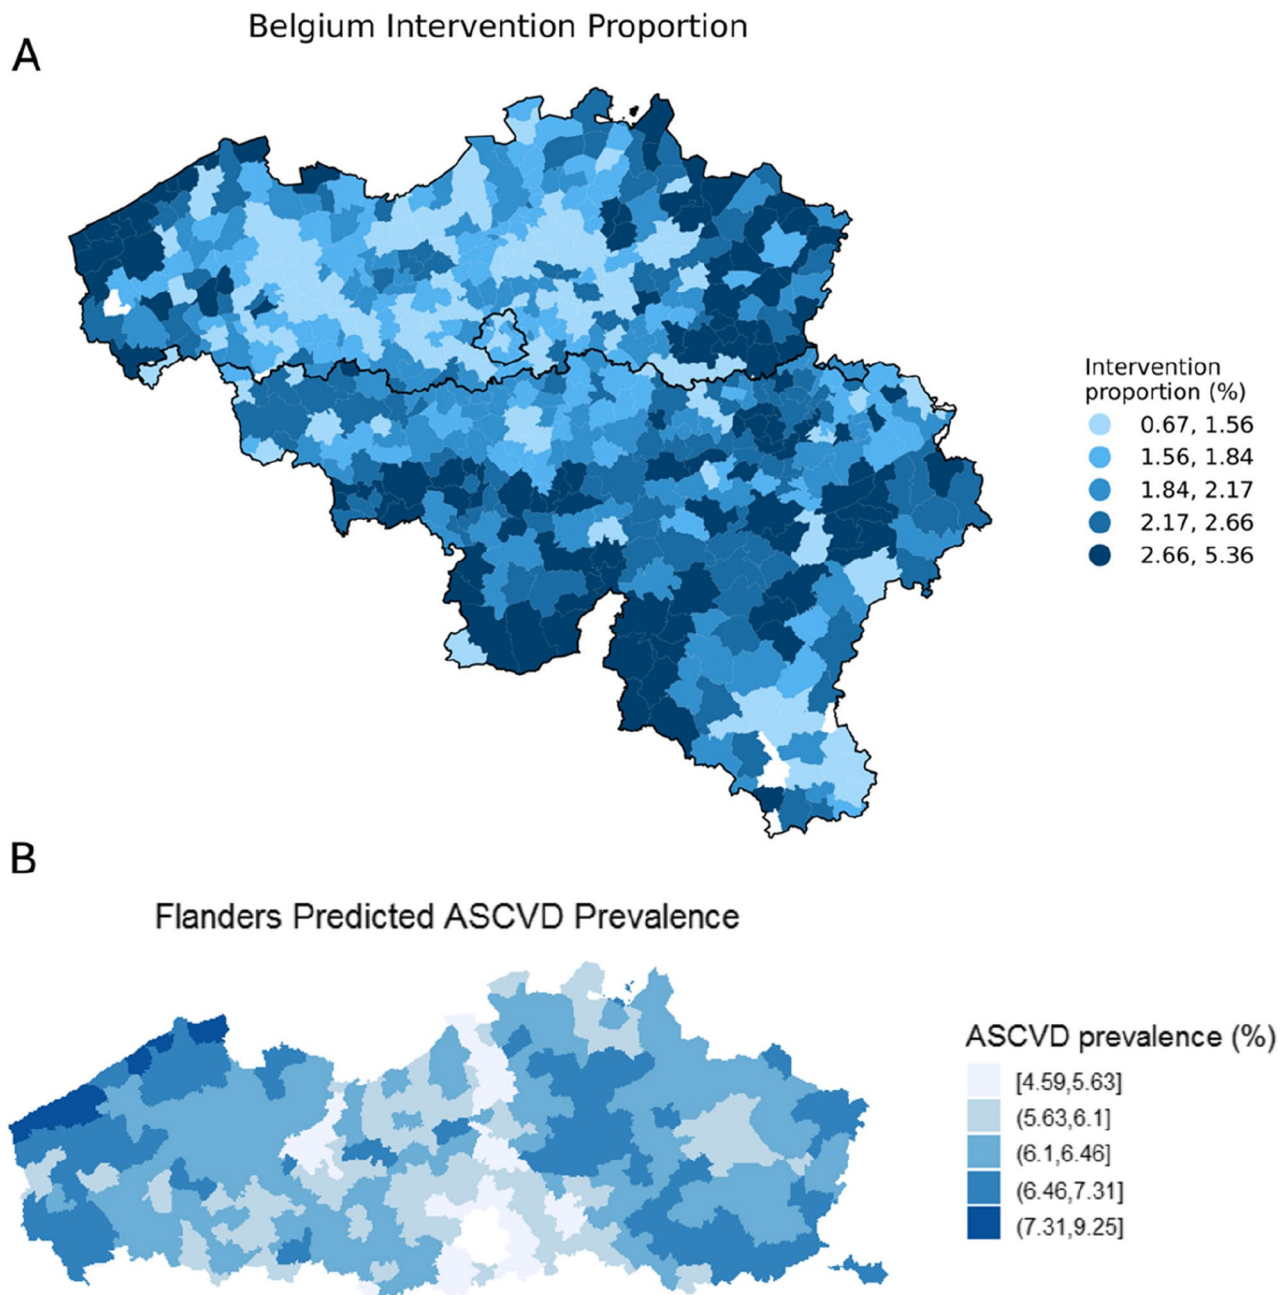 Belgium Intervention Proportion
A
Intervention
proportion (%)
0.67, 1.56
1.56, 1.84
1.84, 2.17
2.17, 2.66
2.66, 5.36
B
Flanders Predicted ASCVD Prevalence
ASCVD prevalence (%)
[4.59,5.63]
(5.63,6.1]
(6.1,6.46]
(6.46,7.31]
(7.31,9.25]